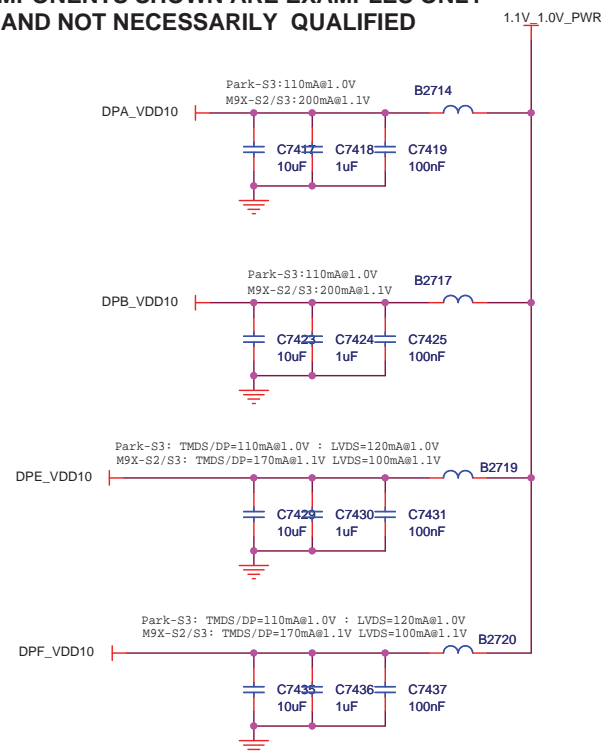 AND NOT NECESSARILY QUALIFIED
1.1V_1.0V_PWR
Park-S3:110mA@1.0V
M9X-S2/S3:200mA@1.1V
B2714
DPA_VDD10
C7417 C7418 C7419
10uF 1uF 100nF
Park-S3:110mA@1.0V
M9X-S2/S3:200mA@1.1V
B2717
DPB_VDD10
C7423 C7424 C7425
10uF 1uF 100nF
Park-S3: TMDS/DP=110mA@1.0V : LVDS=120mA@1.0V
M9X-S2/S3: TMDS/DP=170mA@1.1V LVDS=100mA@1.1V
B2719
DPE_VDD10
C7429 C7430 C7431
10uF 1uF 100nF
Park-S3: TMDS/DP=110mA@1.0V : LVDS=120mA@1.0V
M9X-S2/S3: TMDS/DP=170mA@1.1V LVDS=100mA@1.1V
B2720
DPF_VDD10
C7435 C7436 C7437
10uF 1uF 100nF